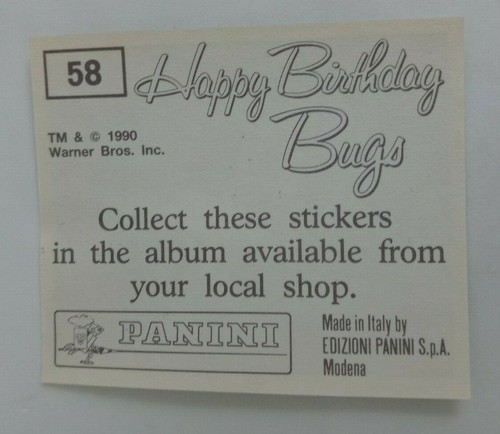 58
Happy Birthday
Bugs
TM & © 1990
Warner Bros. Inc.
Collect these stickers
in the album available from
your local shop.
PANINI
Made in Italy by
EDIZIONI PANINI S.p.A.
Modena